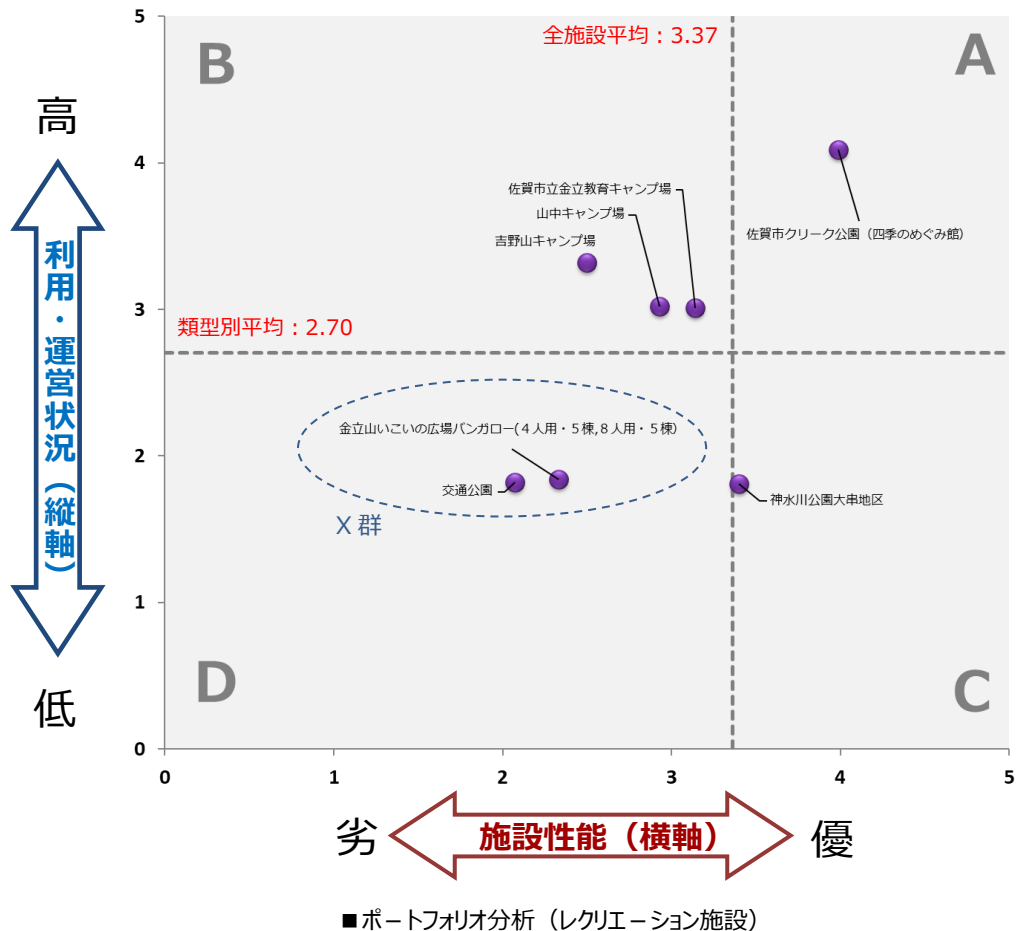 5
全施設平均：3.37
B
A
高
4
佐賀市立金立教育キャンプ場
山中キャンプ場
吉野山キャンプ場
佐賀市クリーク公園（四季のめぐみ館）
3
類型別平均：2.70
利用・運営状況（縦軸）
2
金立山いこいの広場バンガロー(４人用・５棟,８人用・５棟)
交通公園
神水川公園大串地区
X 群
1
D
C
低
0
0 1 2 3 4 5
劣
施設性能（横軸）
優
■ポートフォリオ分析（レクリエーション施設）